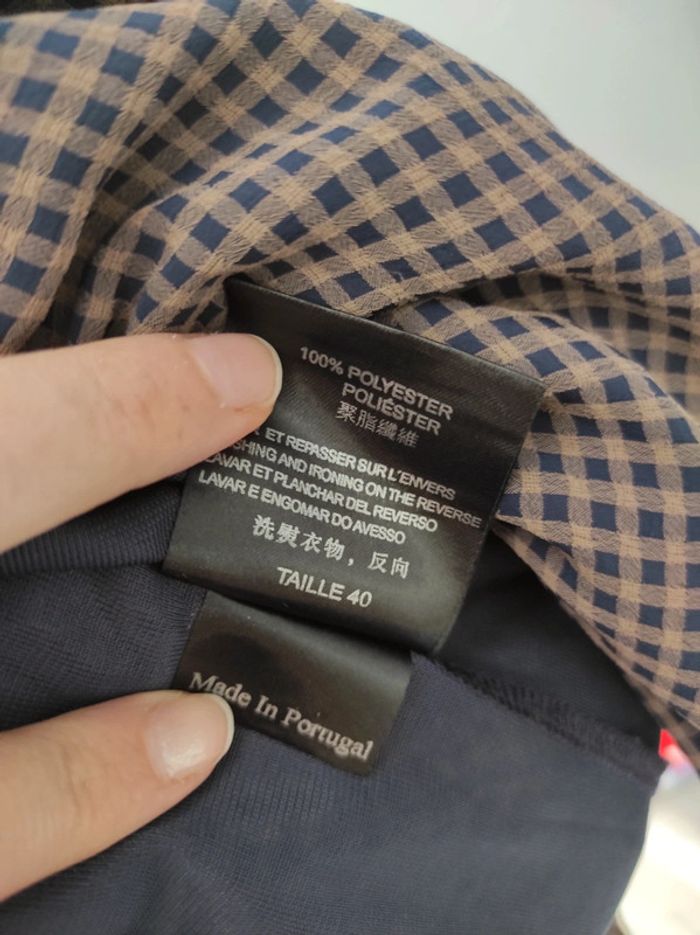 100% POLYESTER
POLIÉSTER
聚脂纖維
ET REPASSER SUR L'ENVERS
AND IRONING ON THE REVERSE
LAVAR ET PLANCHAR DEL REVERSO
LAVAR E ENGOMAR DO AVESSO
洗熨衣物，反向
TAILLE 40
Made In Portugal